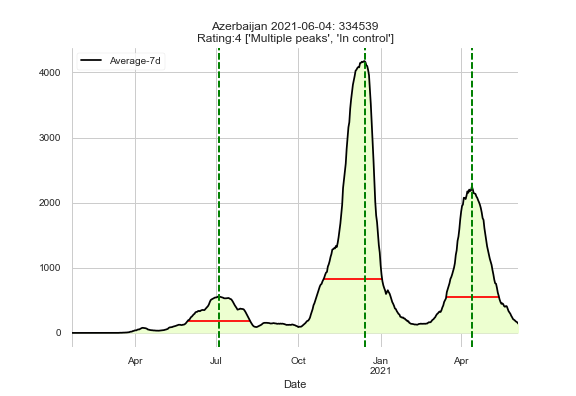 Azerbaijan 2021-06-04: 334539
Rating:4 ['Multiple peaks', 'In control']
Average-7d
4000
3000
2000
1000
0
Apr
Jul
Oct
Jan
2021
Apr
Date